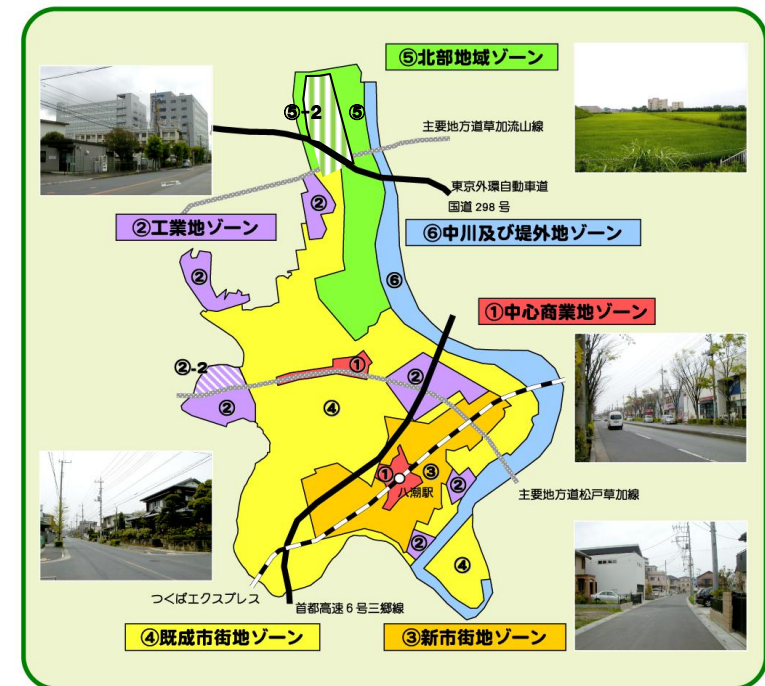 ⑤北部地域ゾーン
⑤-2
⑤
主要地方道草加流山線
東京外環自動車道
国道298号
②
②工業地ゾーン
⑥中川及び堤外地ゾーン
②
⑥
①中心商業地ゾーン
②-2
①
②
②
④
①
③
八潮駅
②
主要地方道松戸草加線
②
④
つくばエクスプレス
首都高速6号三郷線
④既成市街地ゾーン
③新市街地ゾーン